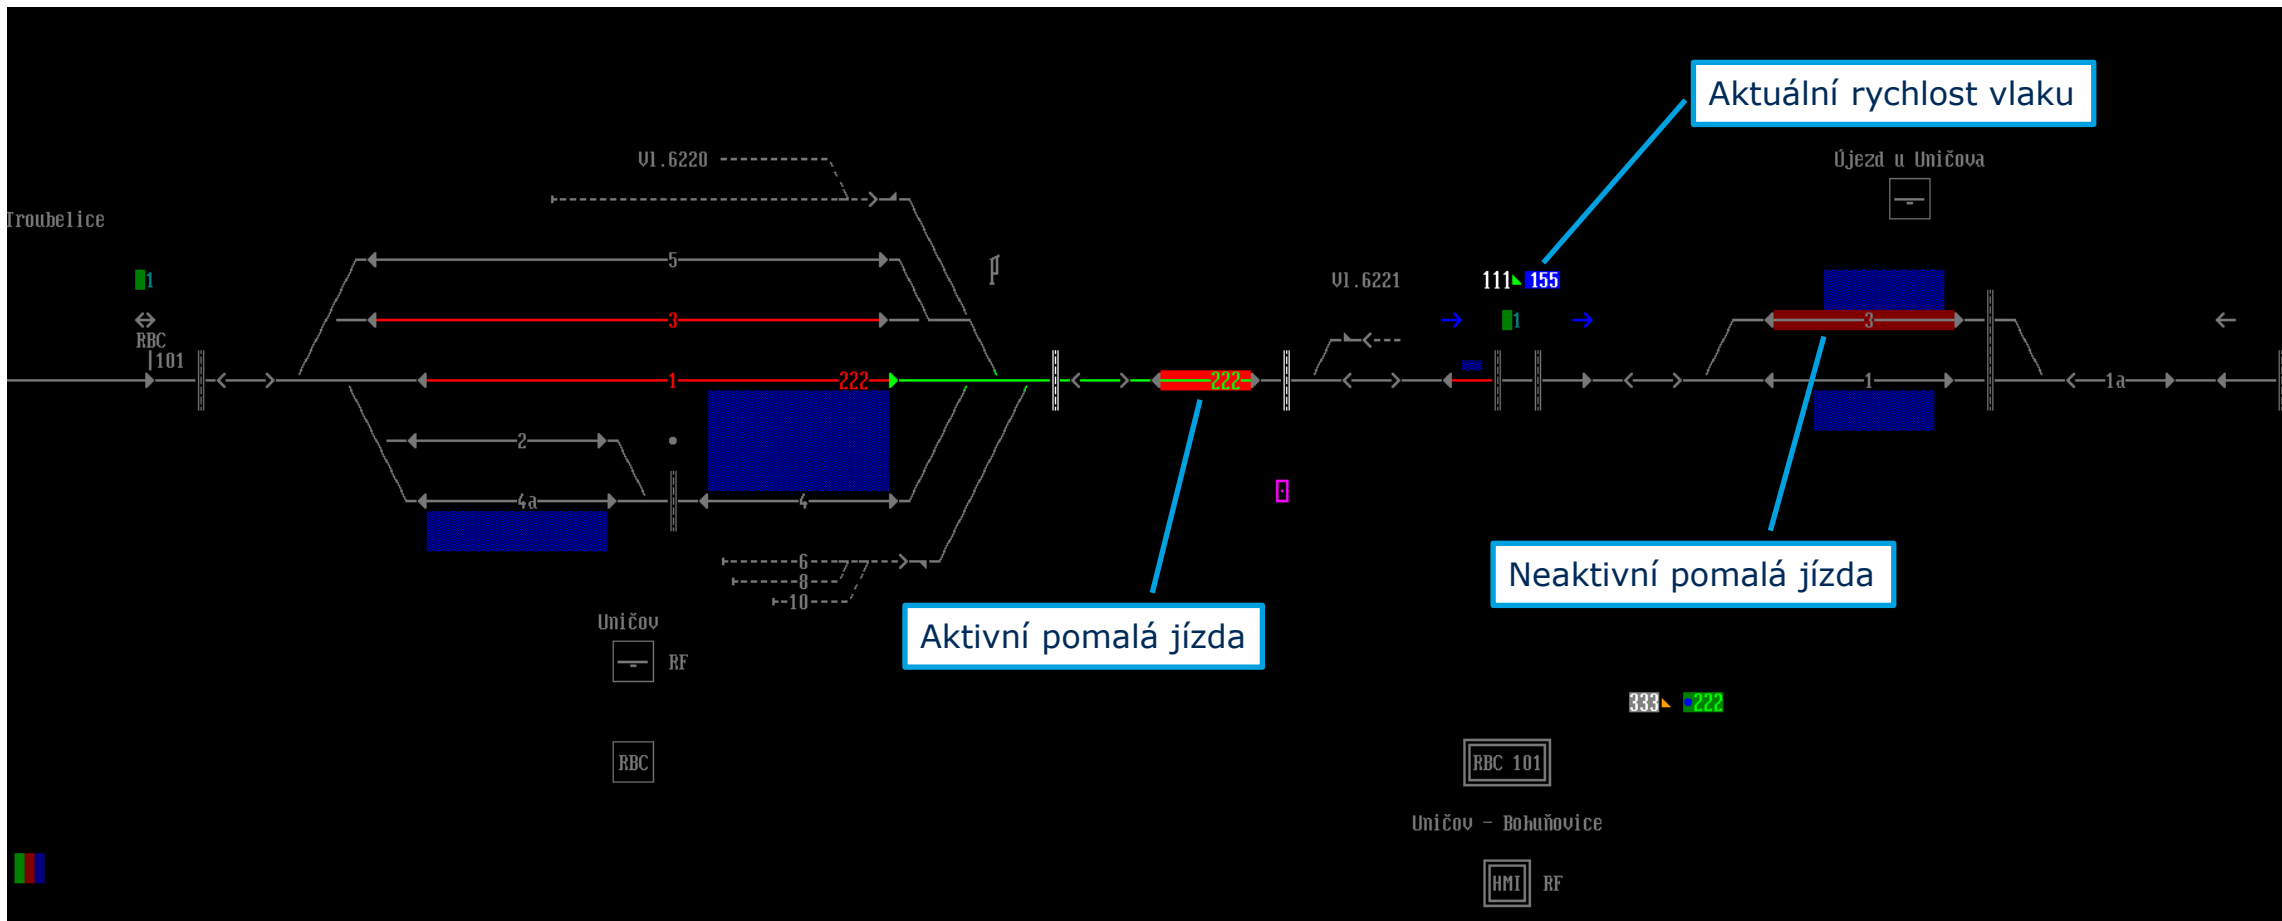 Aktuální rychlost vlaku
Vl.6220
Újezd u Uničova
Troubelice
5
1
Vl.6221
111 155
3
1
3
RBC
101
1
222
222
1
1a
2
4a
4
6
8
10
Neaktivní pomalá jízda
Aktivní pomalá jízda
Uničov
RF
333 222
RBC
RBC 101
Uničov - Bohuňovice
HMI RF